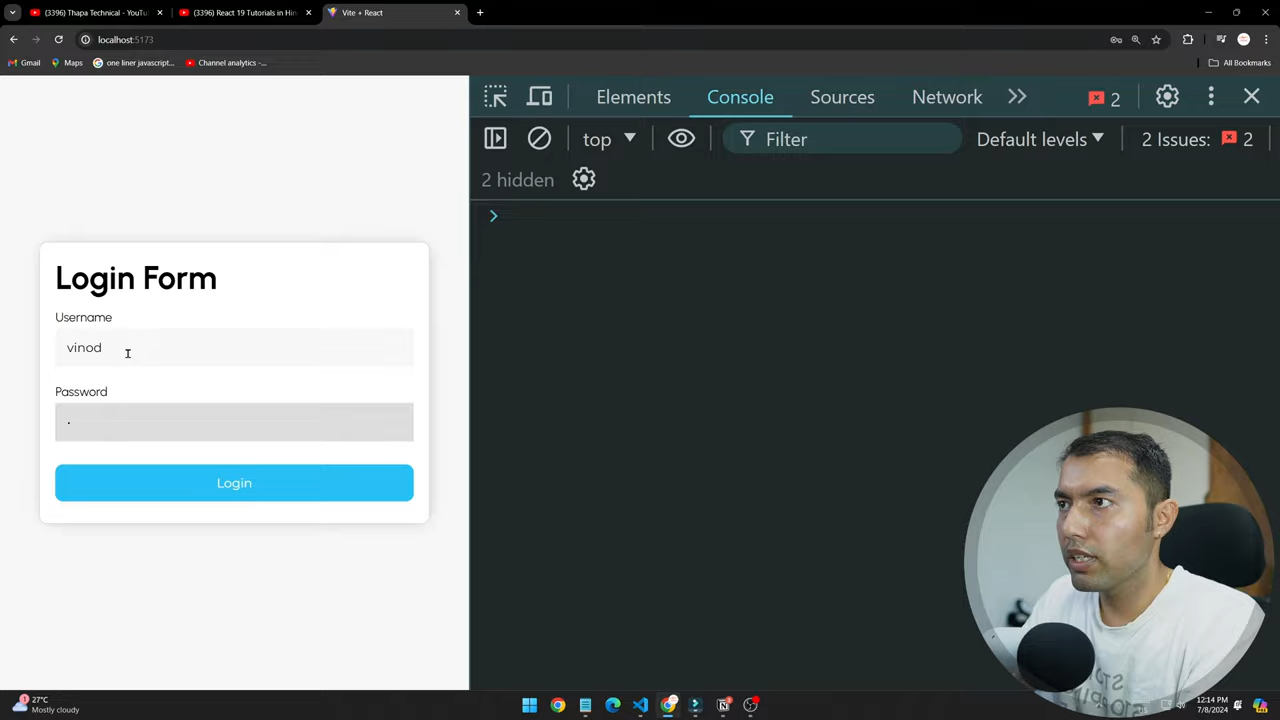 (3396) Thapa Technical - YouTu
(3396) React 19 Tutorials in Hin
Vite + React
localhost:5173
Gmail
Maps
one liner javascript...
Channel analytics -...
All Bookmarks
Elements
Console
Sources
Network
2
top
Filter
Default levels
2 Issues:
2
2 hidden
Login Form
Username
vinod
Password
Login
1
27°C
Mostly cloudy
12:14 PM
7/8/2024